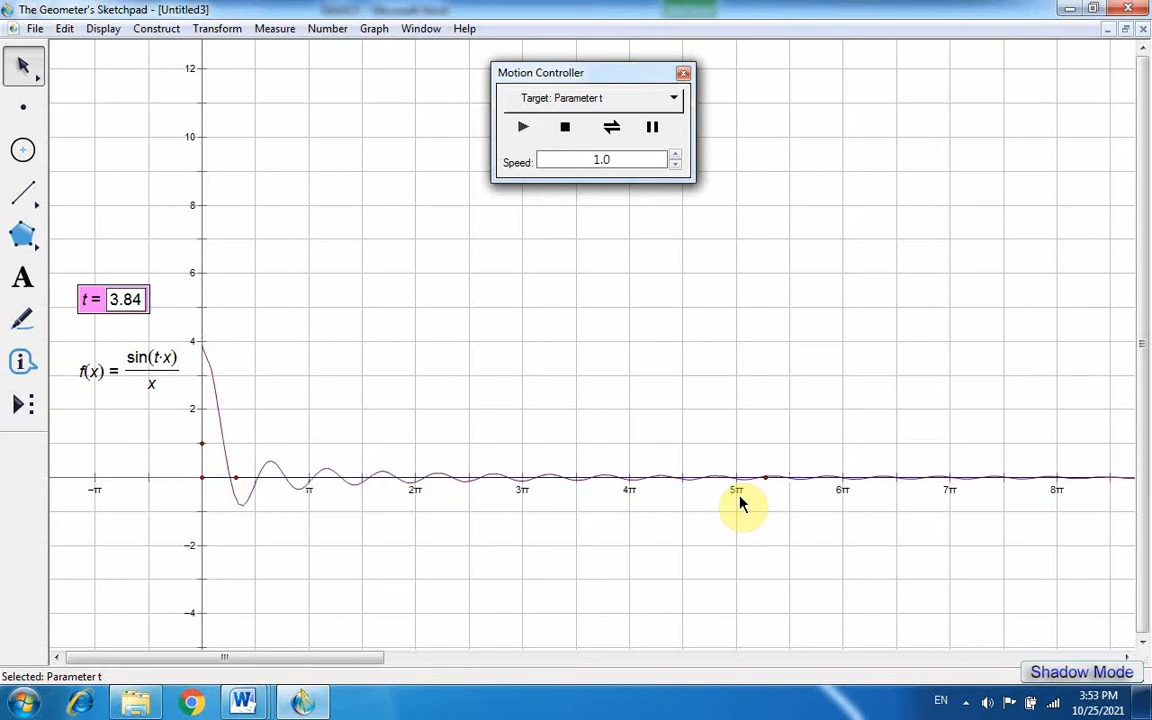 The Geometer's Sketchpad - [Untitled3]
File Edit Display Construct Transform Measure Number Graph Window Help
Motion Controller
Target: Parameter t
Speed: 1.0
12
10
8
6
4
2
−2
−4
−π π 2π 3π 4π 5π 6π 7π 8π
t = 3.84
f(x) = sin(t·x)/x
A
Selected: Parameter t
Shadow Mode
EN
3:53 PM
10/25/2021